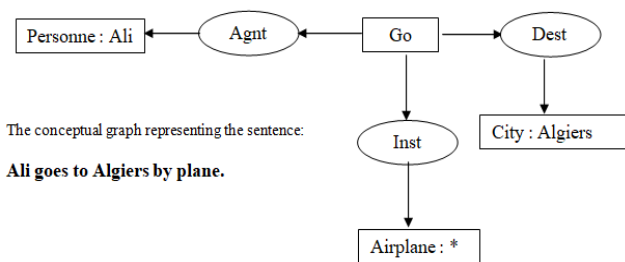 Personne : Ali
Agnt
Go
Dest
The conceptual graph representing the sentence:
Inst
City : Algiers
Ali goes to Algiers by plane.
Airplane : *